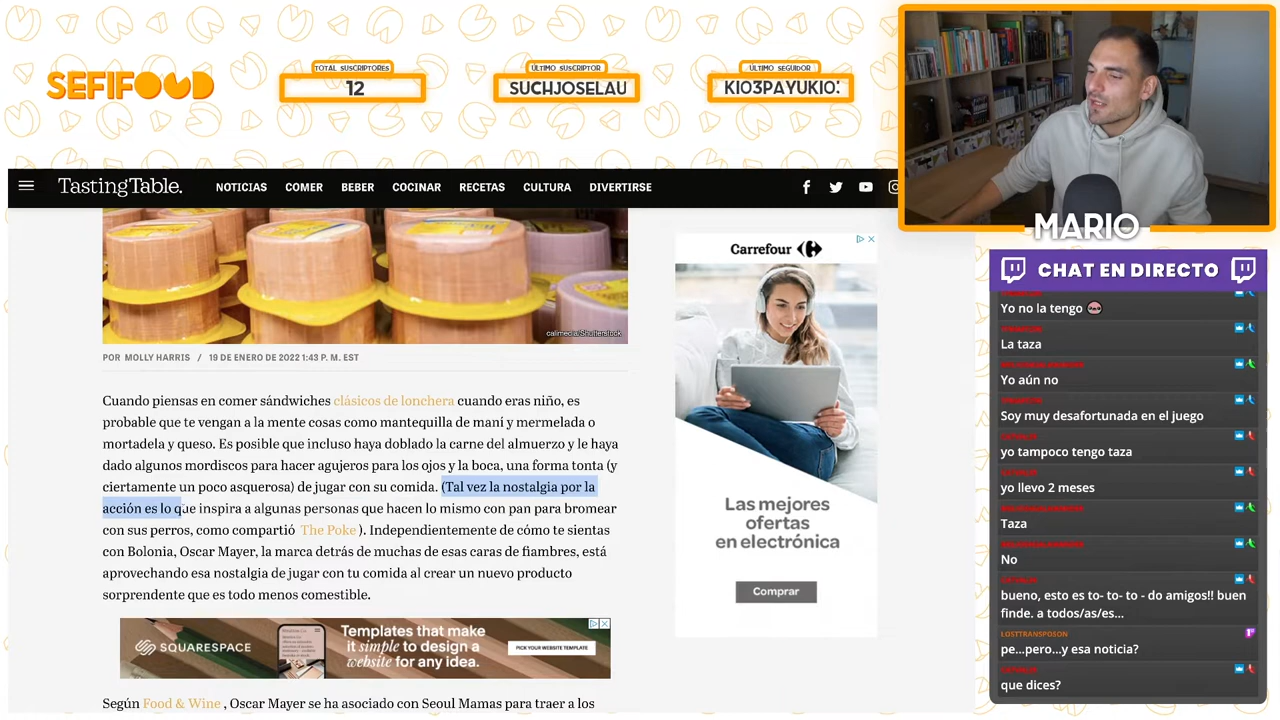 SEFIFOOD
TOTAL SUSCRIPTORES
12
ÚLTIMO SUSCRIPTOR
SUCHJOSELAU
ÚLTIMO SEGUIDOR
KIO3PAYUKIO:
TastingTable.
NOTICIAS
COMER
BEBER
COCINAR
RECETAS
CULTURA
DIVERTIRSE
MARIO
calimedia/Shutterstock
POR MOLLY HARRIS / 19 DE ENERO DE 2022 1:43 P. M. EST
Cuando piensas en comer sándwiches clásicos de lonchera cuando eras niño, es
probable que te vengan a la mente cosas como mantequilla de maní y mermelada o
mortadela y queso. Es posible que incluso haya doblado la carne del almuerzo y le haya
dado algunos mordiscos para hacer agujeros para los ojos y la boca, una forma tonta (y
ciertamente un poco asquerosa) de jugar con su comida. (Tal vez la nostalgia por la
acción es lo que inspira a algunas personas que hacen lo mismo con pan para bromear
con sus perros, como compartió The Poke ). Independientemente de cómo te sientas
con Bolonia, Oscar Mayer, la marca detrás de muchas de esas caras de fiambres, está
aprovechando esa nostalgia de jugar con tu comida al crear un nuevo producto
sorprendente que es todo menos comestible.
SQUARESPACE
Templates that make
it simple to design a
website for any idea.
PICK YOUR WEBSITE TEMPLATE
Según Food & Wine , Oscar Mayer se ha asociado con Seoul Mamas para traer a los
Carrefour
Las mejores
ofertas
en electrónica
Comprar
CHAT EN DIRECTO
Yo no la tengo
La taza
Yo aún no
Soy muy desafortunada en el juego
yo tampoco tengo taza
yo llevo 2 meses
Taza
No
bueno, esto es to- to- to - do amigos!! buen
finde. a todos/as/es...
LOSTTRANSPOSON
pe...pero...y esa noticia?
que dices?